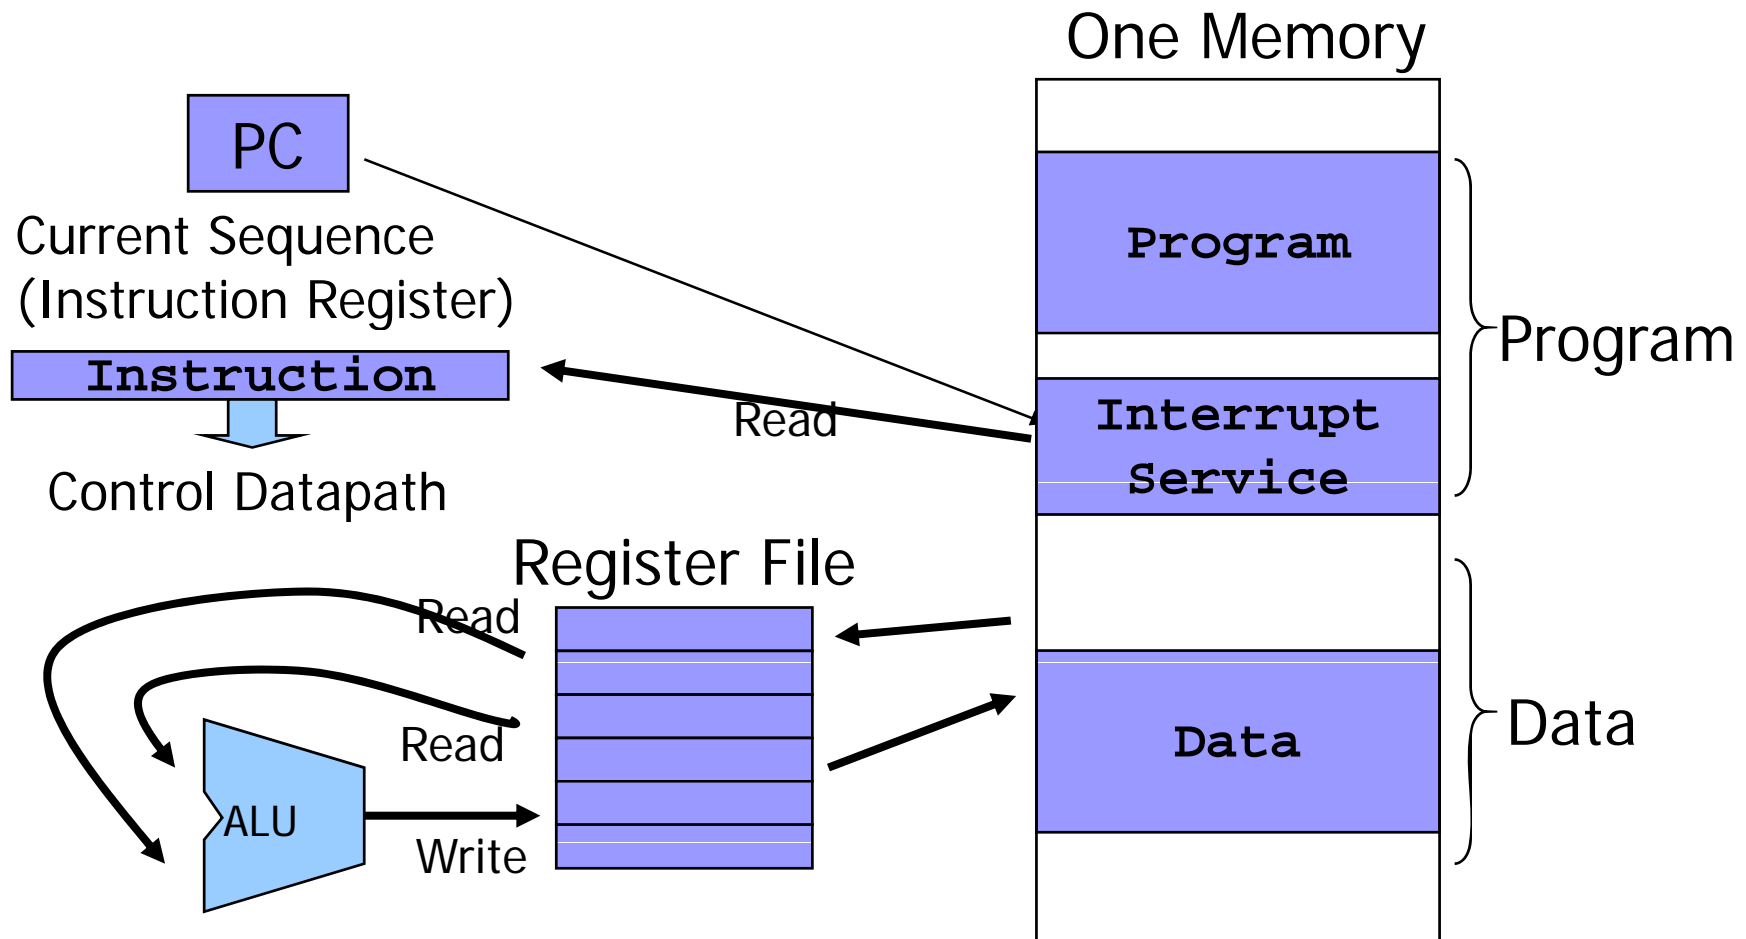 One Memory
PC
Current Sequence
(Instruction Register)
Instruction
Control Datapath
Read
Program
Interrupt
Service
Program
Register File
Read
Read
ALU
Write
Data
Data